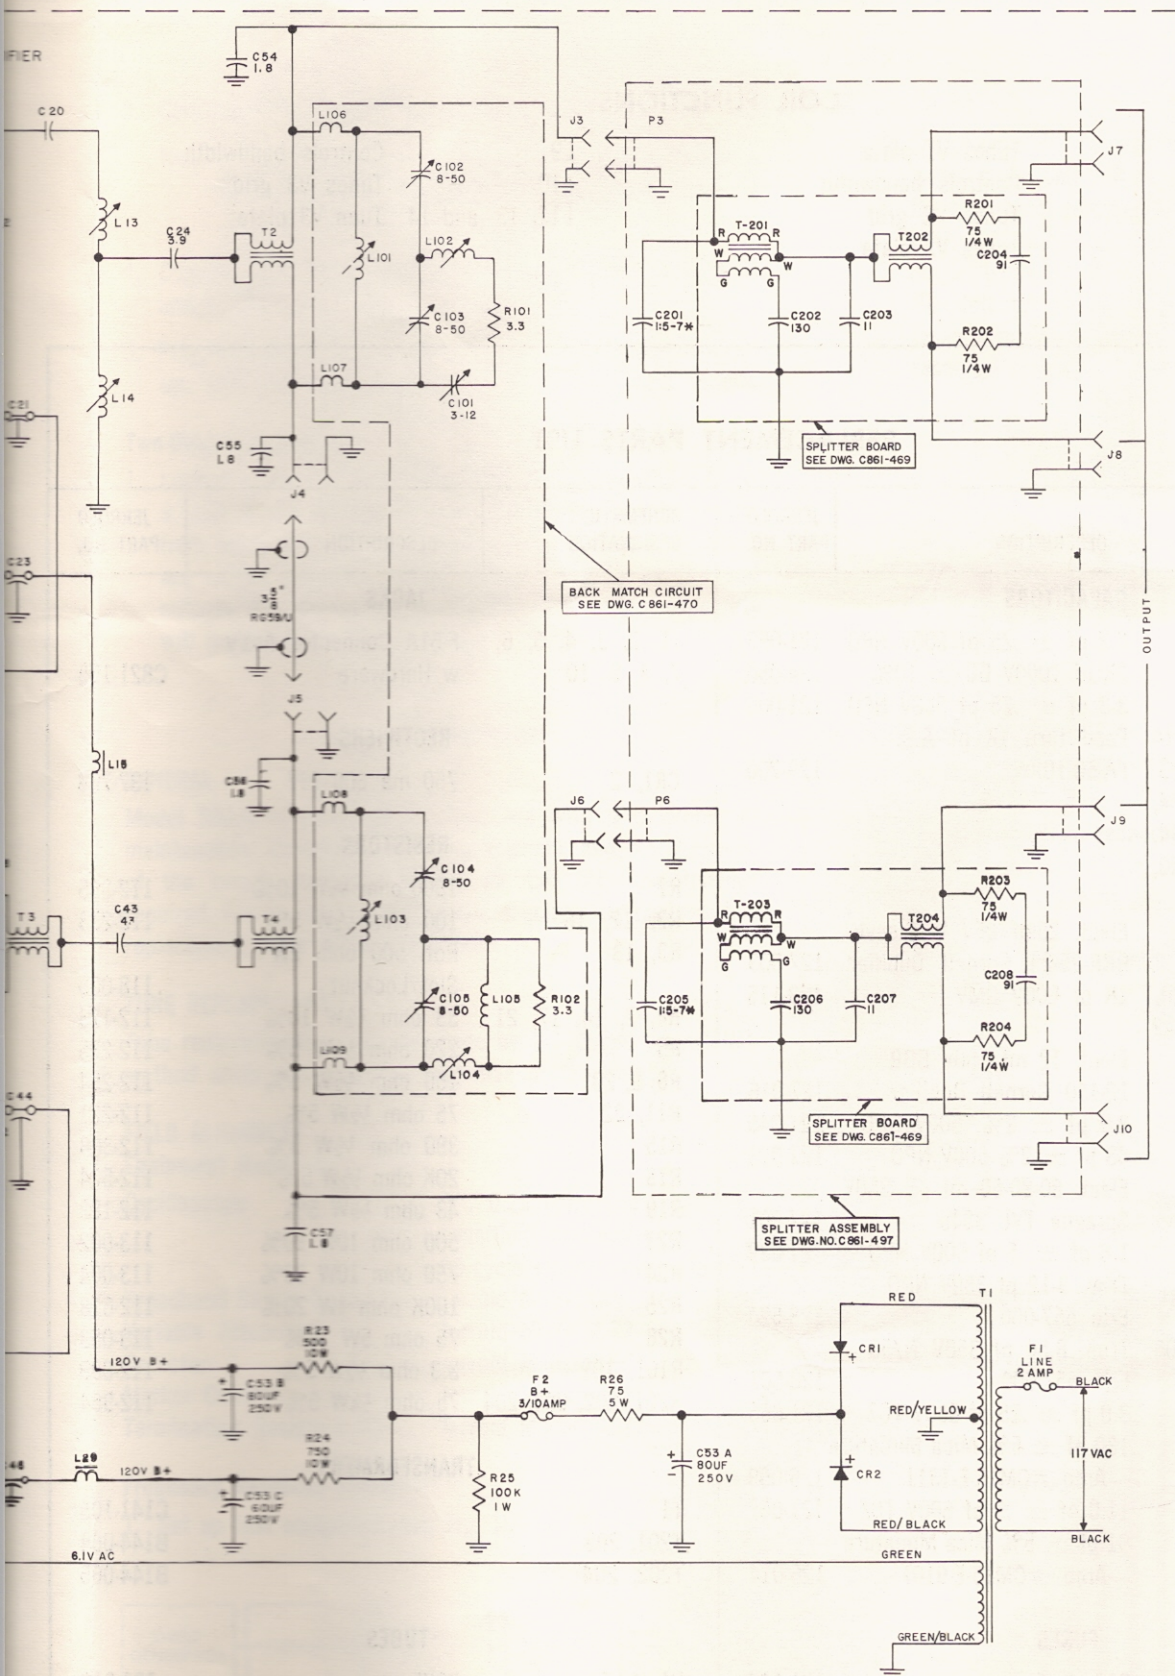 IFIER
C54
1.8
C20
L106
J3
P3
C102
8-50
J7
L13
C24
3.9
T2
L101
L102
T-201
R
R
W
W
G
G
T202
R201
75
1/4W
C204
91
C103
8-50
R101
3.3
C201
1:5-7*
C202
130
C203
11
R202
75
1/4W
L107
L14
C101
3-12
C21
C55
1.8
SPLITTER BOARD
SEE DWG. C861-469
J8
J4
C23
3 5/8"
RG59/U
BACK MATCH CIRCUIT
SEE DWG. C861-470
OUTPUT
J5
L15
C56
1.8
L108
J6
P6
J9
C104
8-50
T3
C43
47
T4
L103
T-203
R
R
W
W
G
G
T204
R203
75
1/4W
C208
91
C105
8-50
L105
R102
3.3
C205
1:5-7*
C206
130
C207
11
R204
75
1/4W
L109
L104
C44
SPLITTER BOARD
SEE DWG. C861-469
J10
C57
1.8
SPLITTER ASSEMBLY
SEE DWG.NO.C861-497
RED
T1
R23
500
10W
120V B+
CR1
+
F1
LINE
2 AMP
BLACK
+
-
C53 B
80UF
250V
F2
B+
3/10AMP
R26
75
5W
RED/YELLOW
117 VAC
R24
750
10W
L29
120V B+
R25
100K
1W
+
-
C53 A
80UF
250V
+
CR2
+
-
C53 C
60UF
250V
RED/BLACK
BLACK
6.1V AC
GREEN
GREEN/BLACK